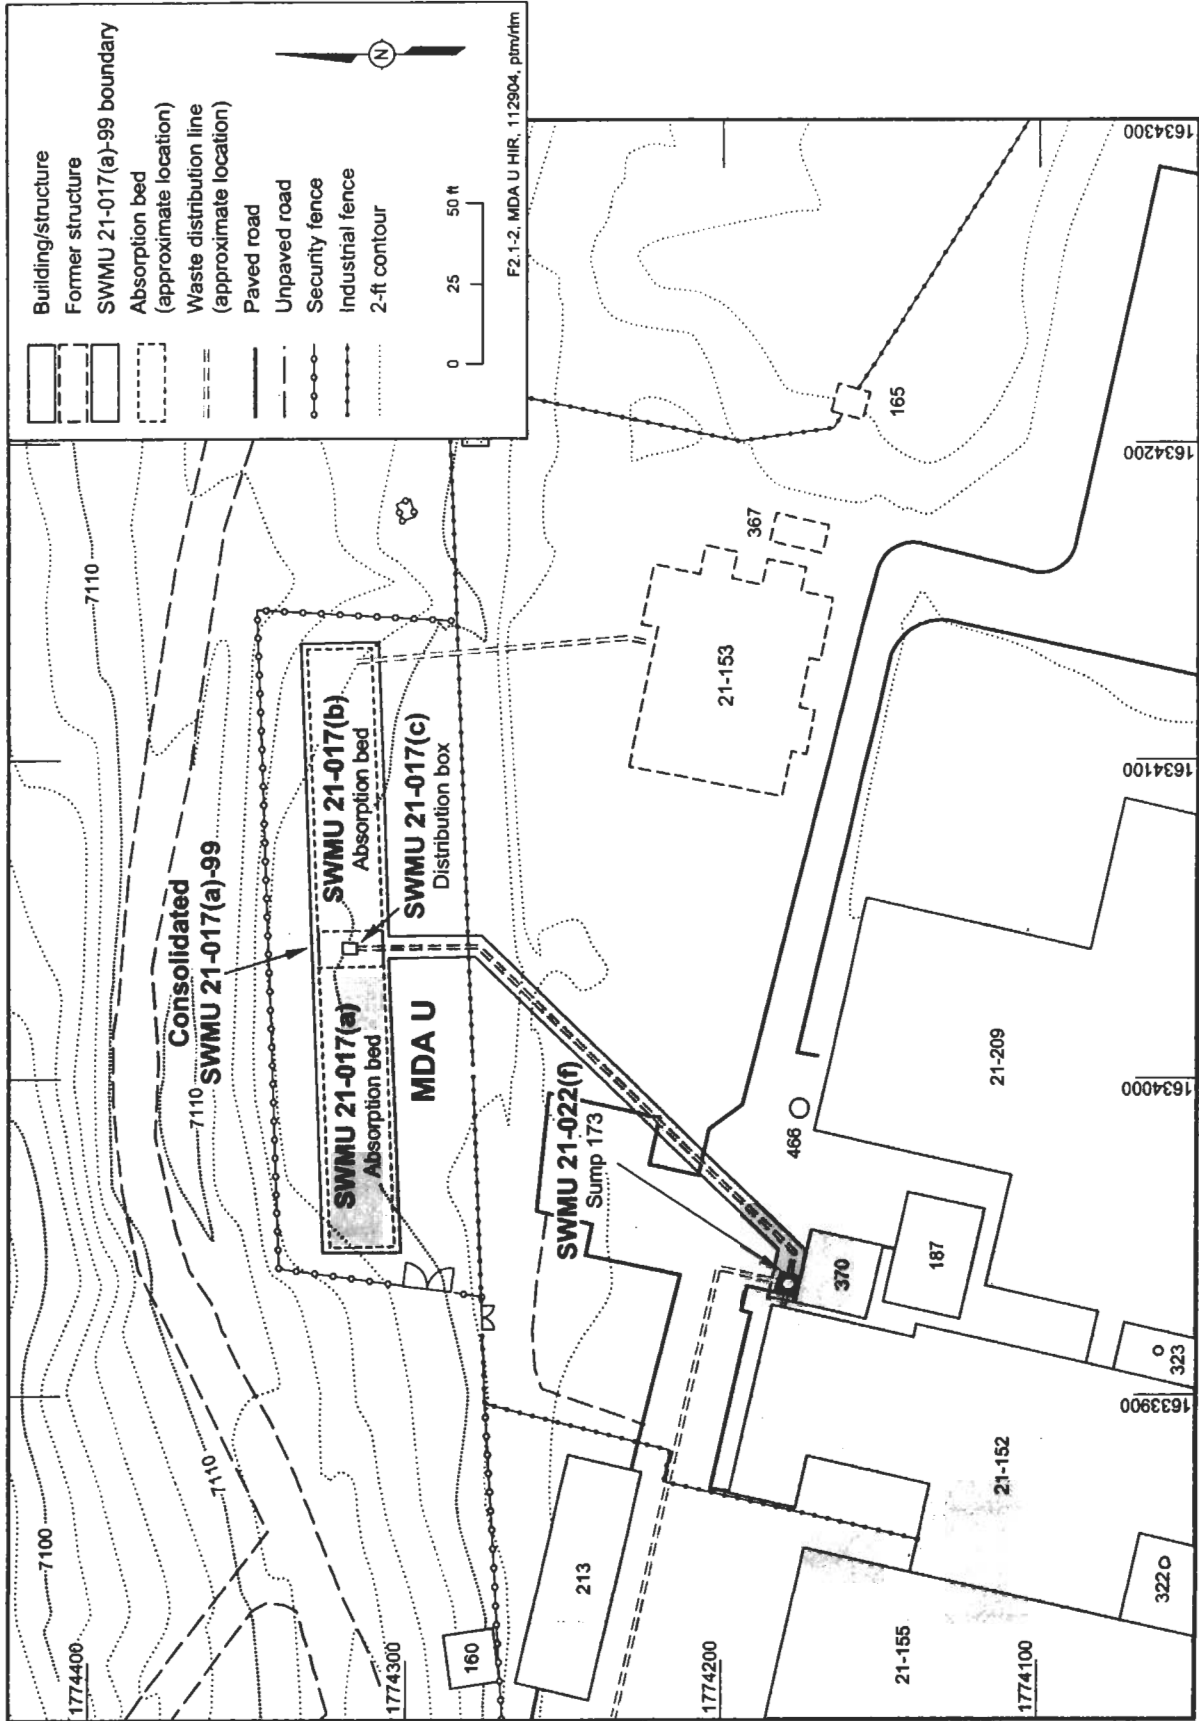 Building/structure
Former structure
SWMU 21-017(a)-99 boundary
Absorption bed
(approximate location)
Waste distribution line
(approximate location)
Paved road
Unpaved road
Security fence
Industrial fence
2-ft contour
N
0 25 50 ft
F2.1-2, MDA U HIR, 112904, ptm/rlm
7100
7110
7110
7110
Consolidated
SWMU 21-017(a)-99
SWMU 21-017(a)
Absorption bed
SWMU 21-017(b)
Absorption bed
SWMU 21-017(c)
Distribution box
MDA U
SWMU 21-022(f)
Sump 173
160
213
21-153
367
165
466
370
187
21-209
21-155
21-152
322
323
1774400
1774300
1774200
1774100
1633900
1634000
1634100
1634200
1634300